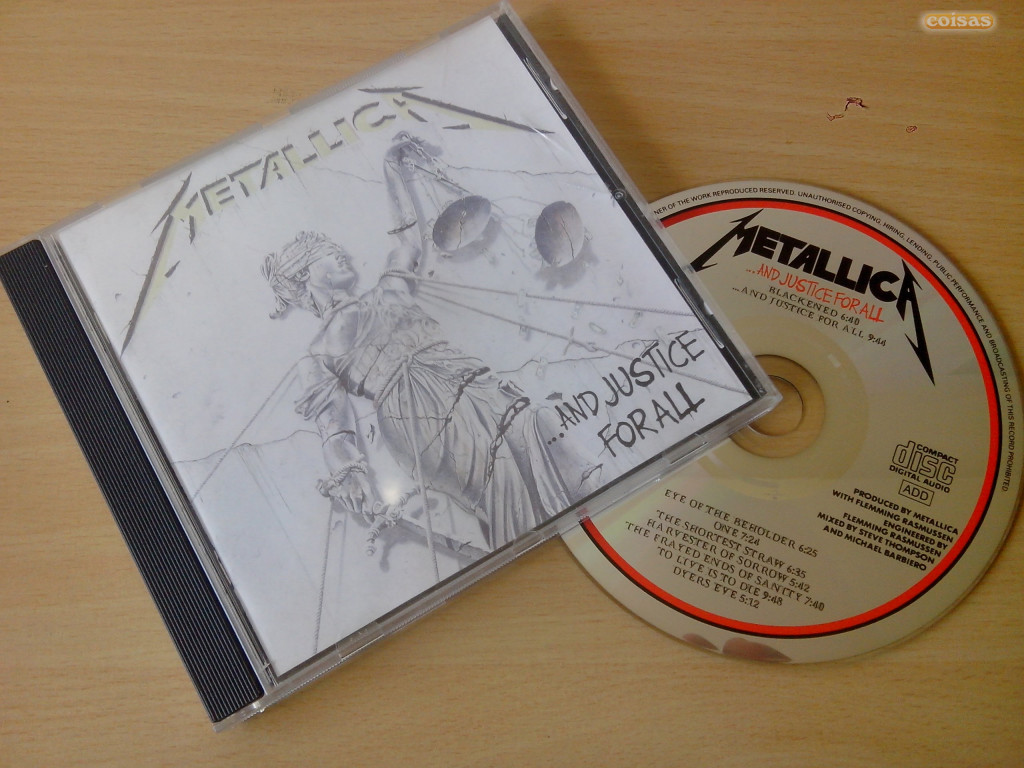 coisas
METALLICA
...AND JUSTICE
FOR ALL
NER OF THE WORK REPRODUCED RESERVED. UNAUTHORISED COPYING, HIRING, LENDING, PUBLIC PERFORMANCE AND BROADCASTING OF THIS RECORD PROHIBITED
METALLICA
...AND JUSTICE FOR ALL
BLACKENED 6:40
...AND JUSTICE FOR ALL 9:44
COMPACT
disc
DIGITAL AUDIO
ADD
PRODUCED BY METALLICA
WITH FLEMMING RASMUSSEN
ENGINEERED BY
FLEMMING RASMUSSEN
MIXED BY STEVE THOMPSON
AND MICHAEL BARBIERO
EYE OF THE BEHOLDER 6:25
ONE 7:24
THE SHORTEST STRAW 6:35
HARVESTER OF SORROW 5:42
THE FRAYED ENDS OF SANITY 7:40
TO LIVE IS TO DIE 9:48
DYERS EVE 5:12